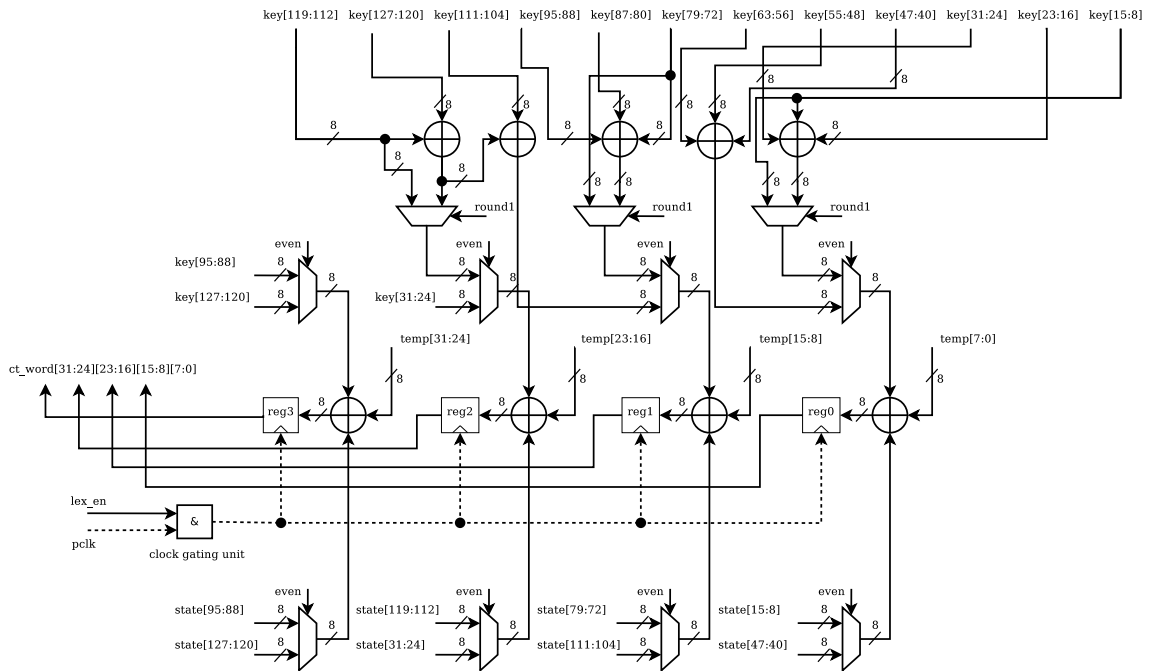 key[119:112] key[127:120] key[111:104] key[95:88] key[87:80] key[79:72] key[63:56] key[55:48] key[47:40] key[31:24] key[23:16] key[15:8]
8 8 8 8
8 8 8 8 8
8 8 8 8 8 8
round1 round1 round1
even even even even
key[95:88] 8 8 8 8 8 8 8 8
key[127:120] 8 key[31:24] 8 8 8
temp[31:24] temp[23:16] temp[15:8] temp[7:0]
ct_word[31:24][23:16][15:8][7:0]
8 8 8 8
reg3 8 reg2 8 reg1 8 reg0 8
lex_en
&
pclk
clock gating unit
even even even even
state[95:88] 8 state[119:112] 8 state[79:72] 8 state[15:8] 8
8 8 8 8
state[127:120] 8 state[31:24] 8 state[111:104] 8 state[47:40] 8